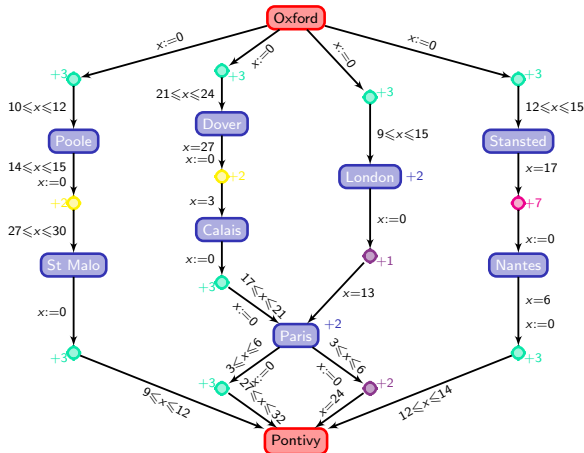 Oxford
x:=0
x:=0
x:=0
x:=0
+3
+3
+3
+3
10⩽x⩽12
21⩽x⩽24
9⩽x⩽15
12⩽x⩽15
Poole
Dover
London
+2
Stansted
14⩽x⩽15
x:=0
x=27
x:=0
x=17
+2
+2
+7
27⩽x⩽30
x=3
x:=0
x:=0
St Malo
Calais
+1
Nantes
x:=0
x:=0
+3
17⩽x⩽21
x:=0
x=13
x=6
x:=0
Paris
+2
+3
3⩽x⩽6
x:=0
3⩽x⩽6
x:=0
+3
+3
+2
9⩽x⩽12
27⩽x⩽32
x=24
12⩽x⩽14
Pontivy